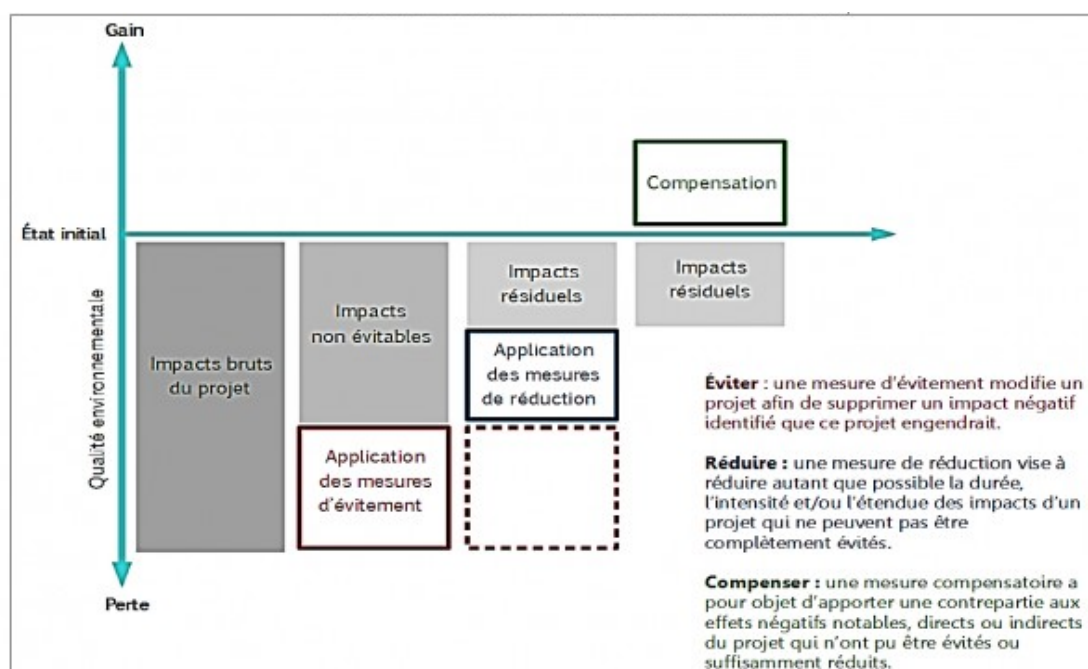 Gain
Compensation
État initial
Impacts
résiduels
Impacts
résiduels
Impacts
non évitables
Impacts bruts
du projet
Application
des mesures
de réduction
Application
des mesures
d'évitement
Qualité environnementale
Perte
Éviter : une mesure d'évitement modifie un
projet afin de supprimer un impact négatif
identifié que ce projet engendrait.
Réduire : une mesure de réduction vise à
réduire autant que possible la durée,
l'intensité et/ou l'étendue des impacts d'un
projet qui ne peuvent pas être
complètement évités.
Compenser : une mesure compensatoire a
pour objet d'apporter une contrepartie aux
effets négatifs notables, directs ou indirects
du projet qui n'ont pu être évités ou
suffisamment réduits.